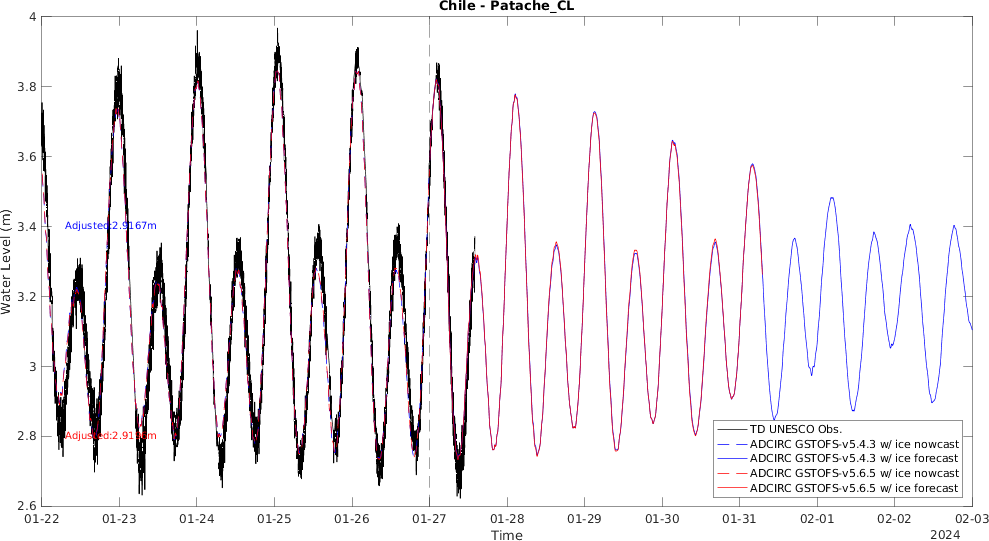 Chile - Patache_CL
4
3.8
3.6
3.4
3.2
3
2.8
2.6
Water Level (m)
Adjusted:2.9167m
TD UNESCO Obs.
ADCIRC GSTOFS-v5.4.3 w/ ice nowcast
ADCIRC GSTOFS-v5.4.3 w/ ice forecast
ADCIRC GSTOFS-v5.6.5 w/ ice nowcast
ADCIRC GSTOFS-v5.6.5 w/ ice forecast
01-22 01-23 01-24 01-25 01-26 01-27 01-28 01-29 01-30 01-31 02-01 02-02 02-03
Time
2024